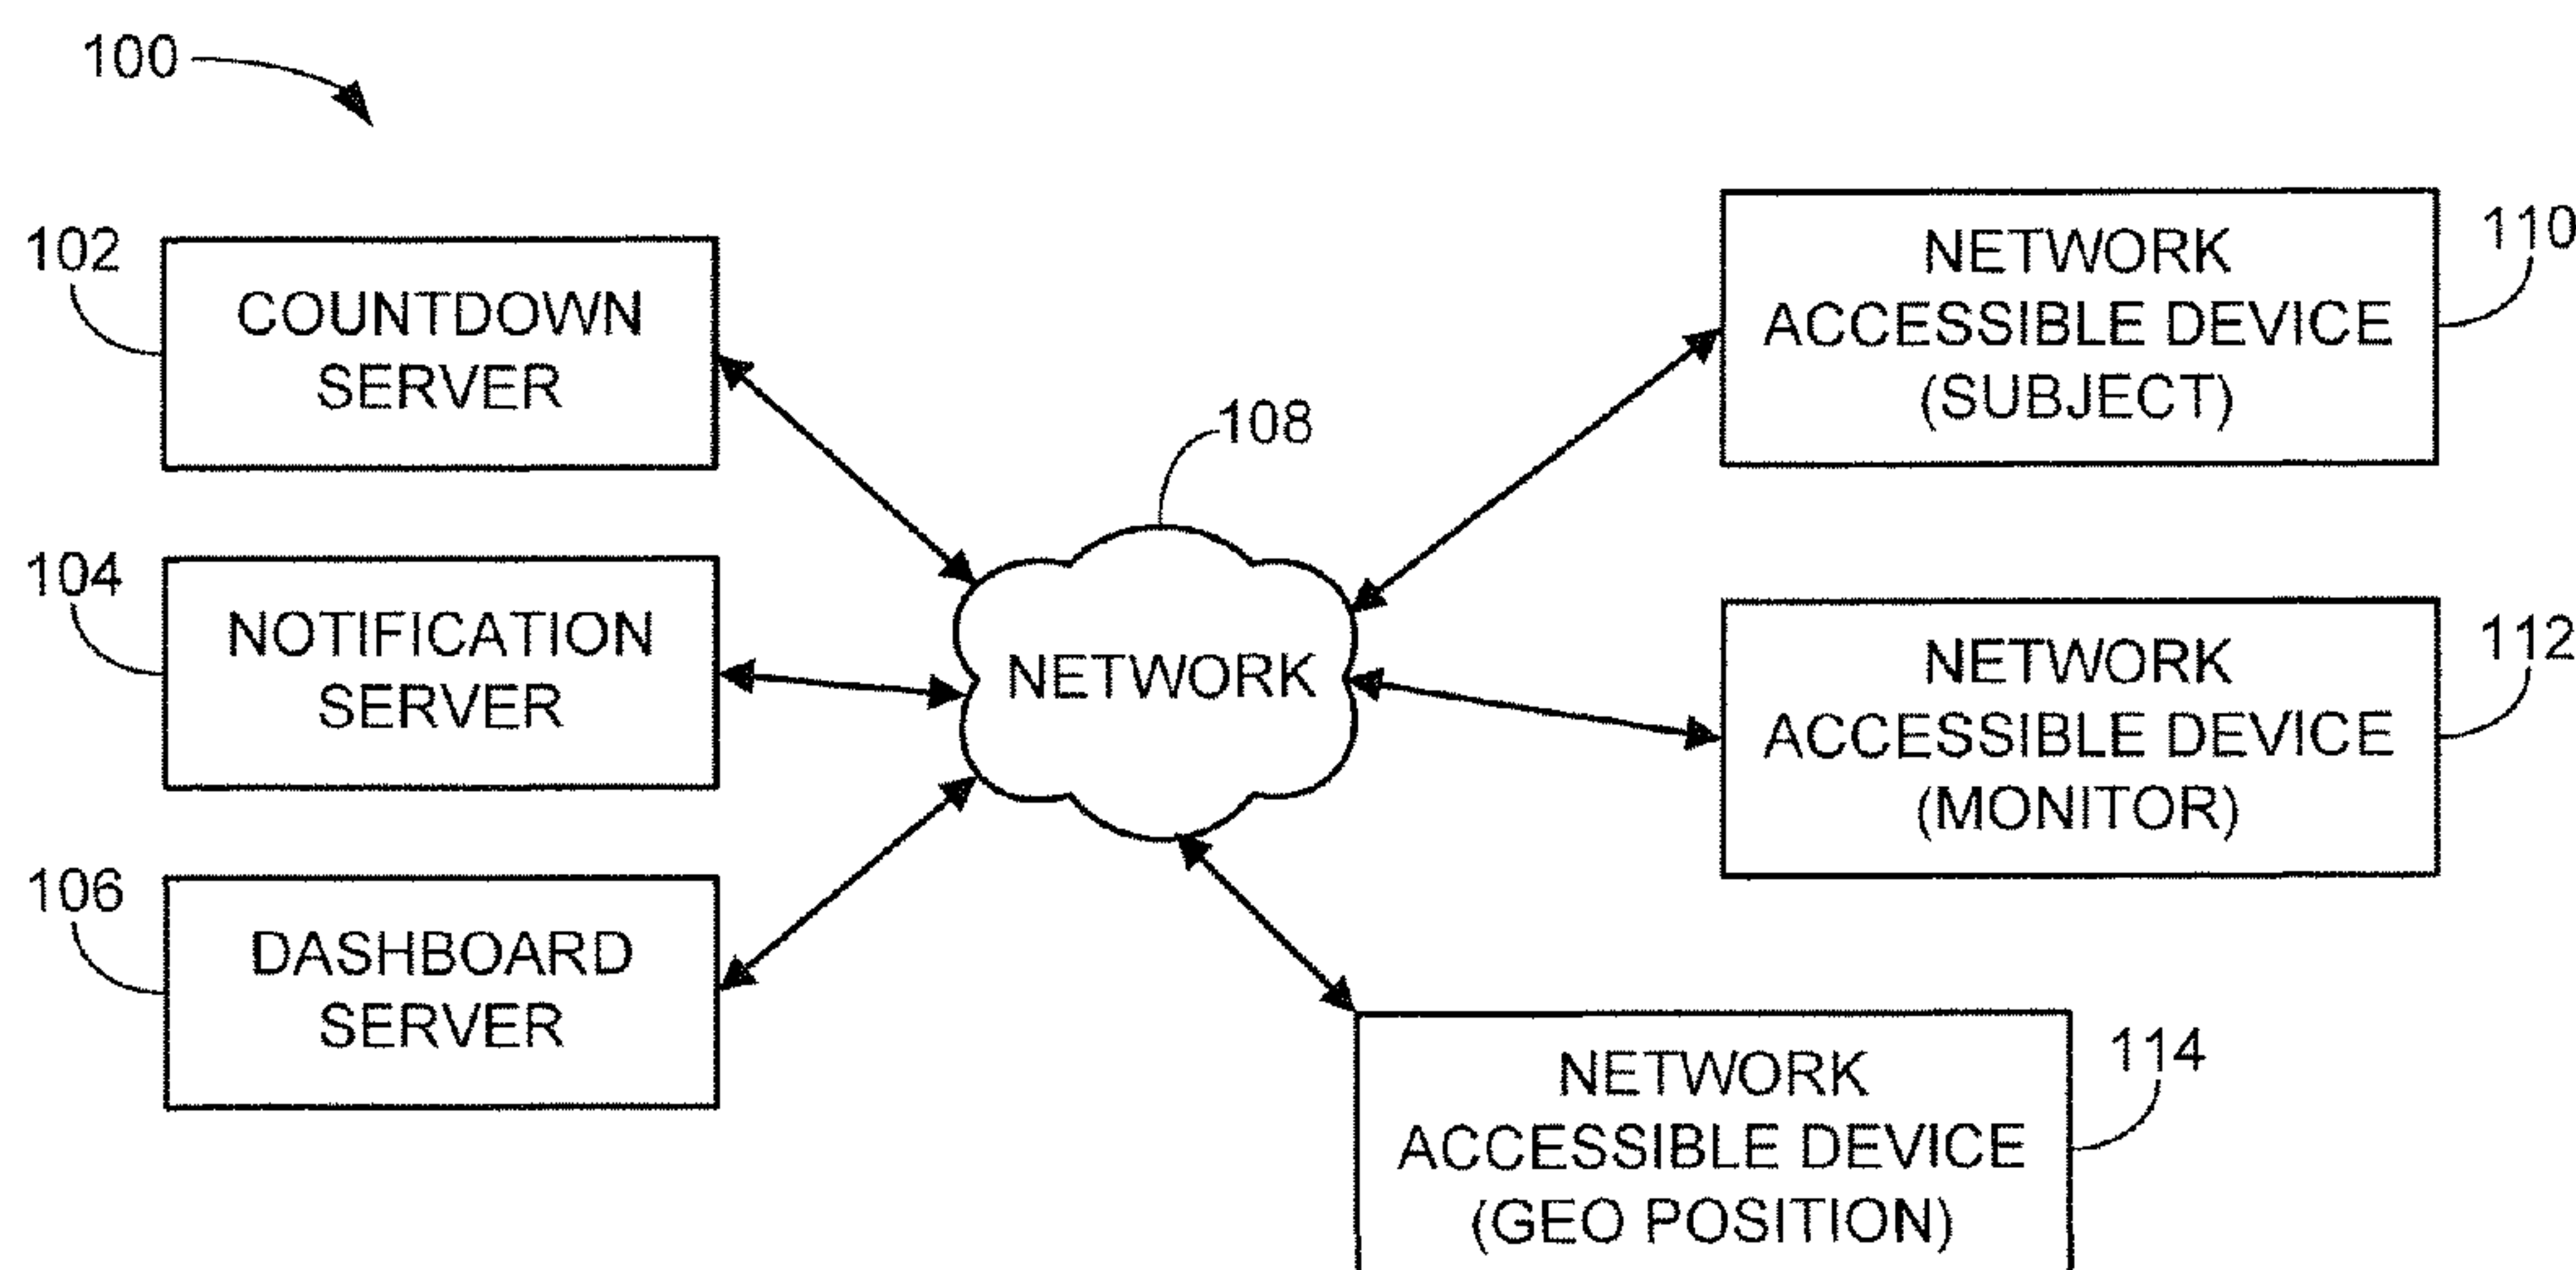 100
102
COUNTDOWN
SERVER
104
NOTIFICATION
SERVER
106
DASHBOARD
SERVER
108
NETWORK
110
NETWORK
ACCESSIBLE DEVICE
(SUBJECT)
112
NETWORK
ACCESSIBLE DEVICE
(MONITOR)
114
NETWORK
ACCESSIBLE DEVICE
(GEO POSITION)